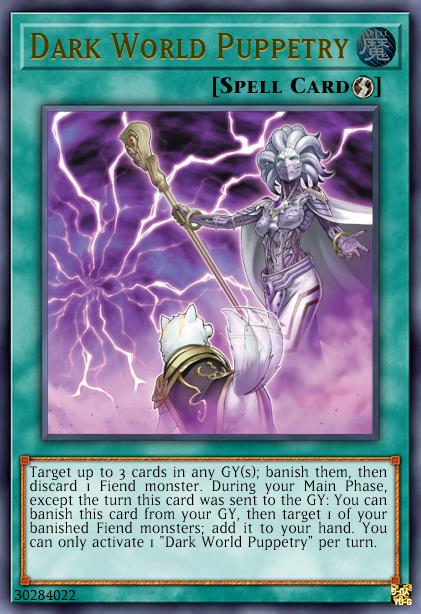 DARK WORLD PUPPETRY 魔
[SPELL CARD]
Target up to 3 cards in any GY(s); banish them, then
discard 1 Fiend monster. During your Main Phase,
except the turn this card was sent to the GY: You can
banish this card from your GY, then target 1 of your
banished Fiend monsters; add it to your hand. You
can only activate 1 "Dark World Puppetry" per turn.
30284022